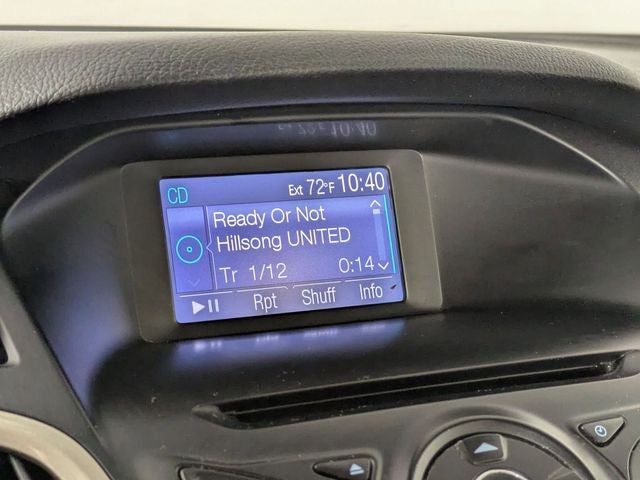 CD Ext 72°F 10:40
Ready Or Not
Hillsong UNITED
Tr 1/12 0:14
Rpt Shuff Info